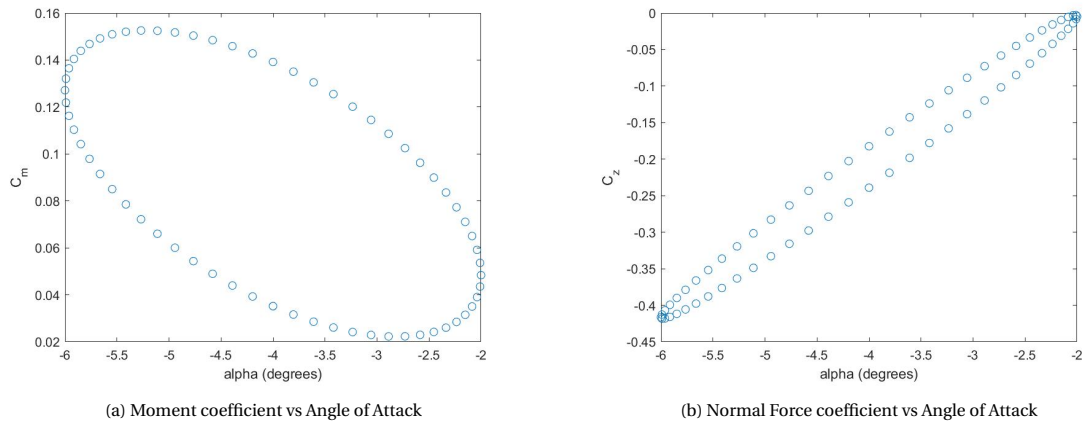 0.16
0.14
0.12
0.1
0.08
0.06
0.04
0.02
C_m
-6 -5.5 -5 -4.5 -4 -3.5 -3 -2.5 -2
alpha (degrees)
(a) Moment coefficient vs Angle of Attack
0
-0.05
-0.1
-0.15
-0.2
-0.25
-0.3
-0.35
-0.4
-0.45
C_z
-6 -5.5 -5 -4.5 -4 -3.5 -3 -2.5 -2
alpha (degrees)
(b) Normal Force coefficient vs Angle of Attack